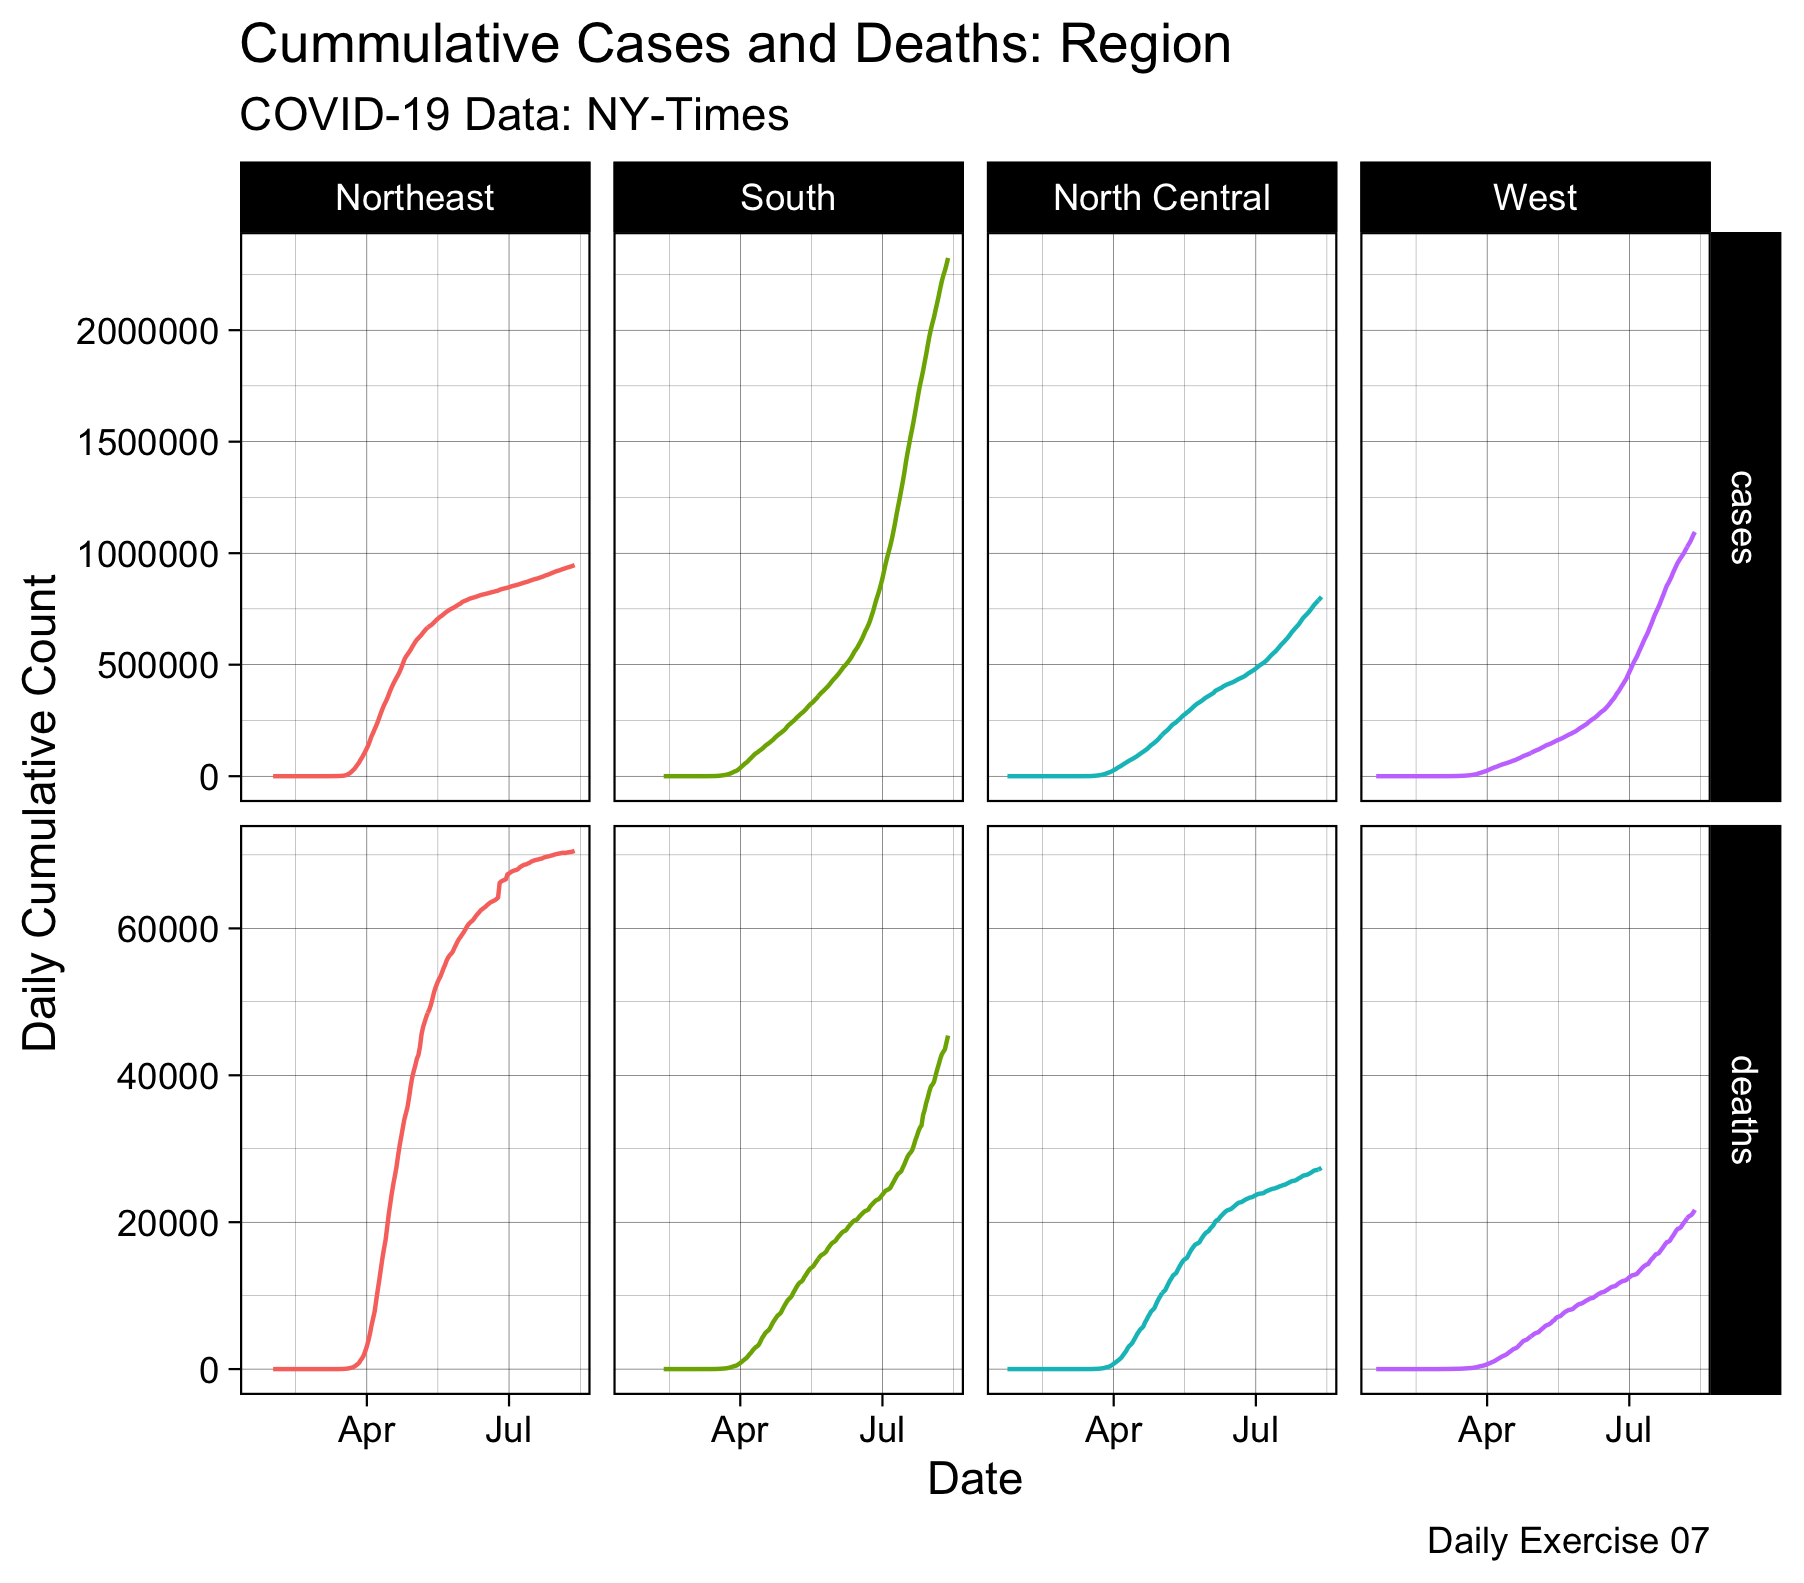 Cummulative Cases and Deaths: Region
COVID-19 Data: NY-Times
Northeast
South
North Central
West
Daily Cumulative Count
2000000
1500000
1000000
500000
0
cases
60000
40000
20000
0
deaths
Apr
Jul
Apr
Jul
Apr
Jul
Apr
Jul
Date
Daily Exercise 07